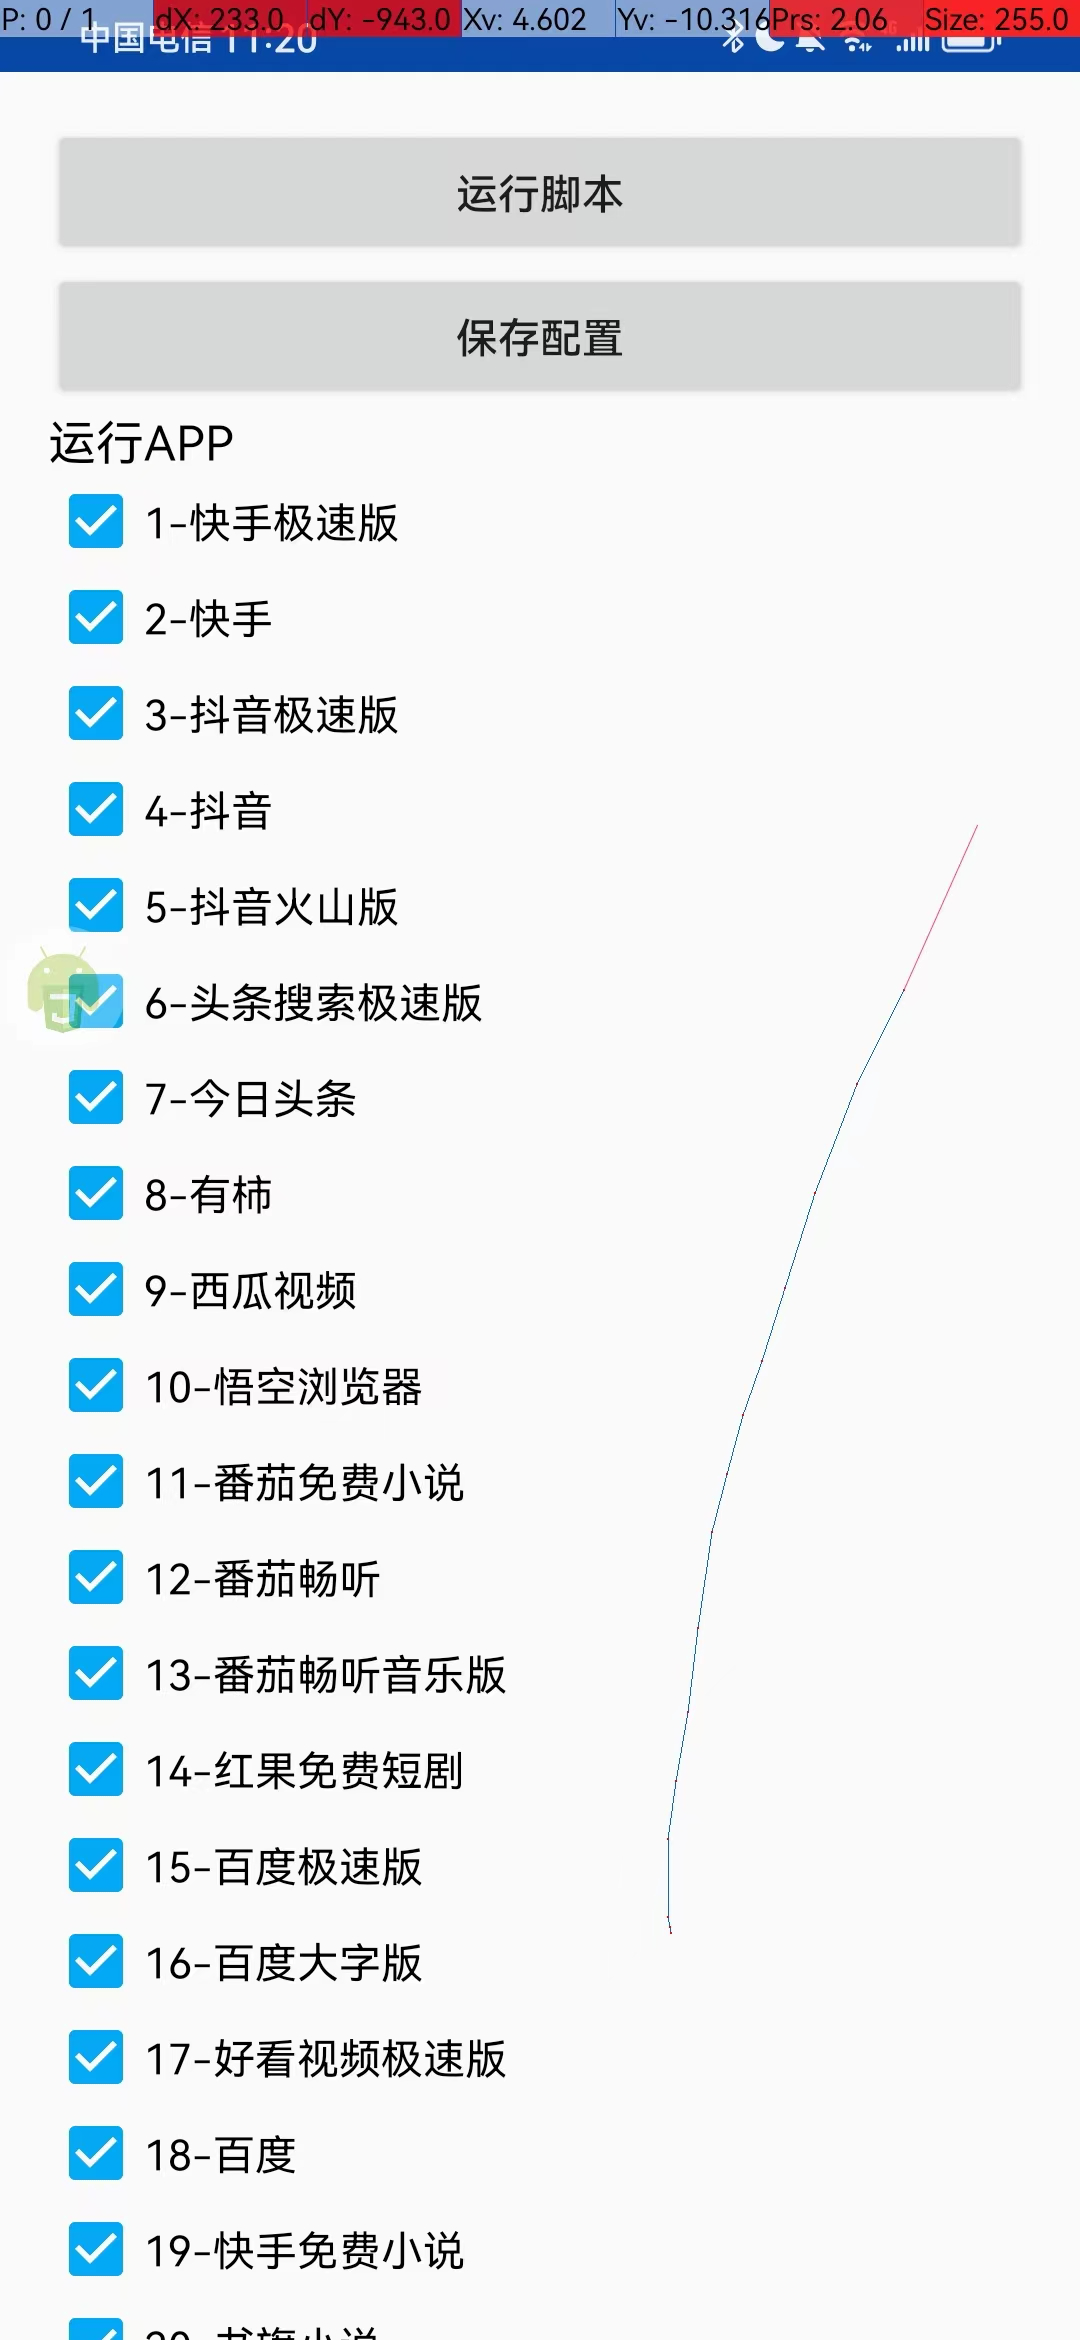 P: 0 / 1 dX: 233.0 dY: -943.0 Xv: 4.602 Yv: -10.316 Prs: 2.06 Size: 255.0
中国电信 11:20
运行脚本
保存配置
运行APP
1-快手极速版
2-快手
3-抖音极速版
4-抖音
5-抖音火山版
6-头条搜索极速版
7-今日头条
8-有柿
9-西瓜视频
10-悟空浏览器
11-番茄免费小说
12-番茄畅听
13-番茄畅听音乐版
14-红果免费短剧
15-百度极速版
16-百度大字版
17-好看视频极速版
18-百度
19-快手免费小说
20-书旗小说